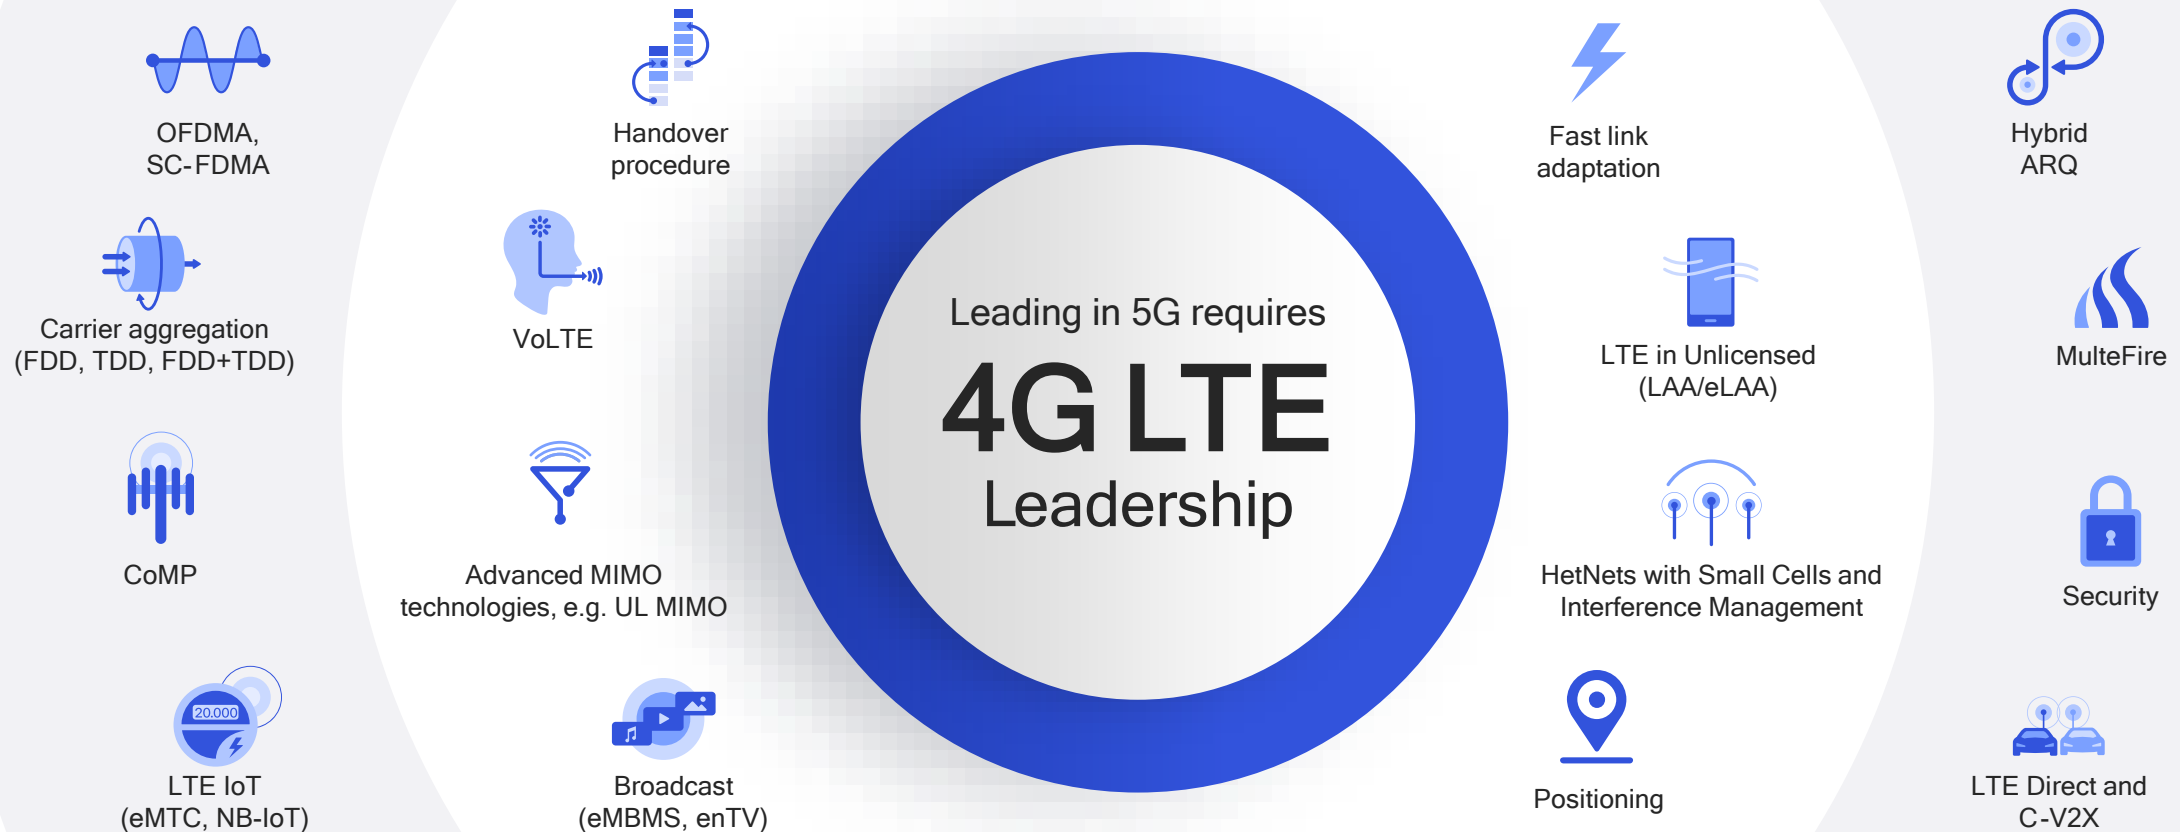 OFDMA,
SC-FDMA
Handover
procedure
Fast link
adaptation
Hybrid
ARQ
Carrier aggregation
(FDD, TDD, FDD+TDD)
VoLTE
Leading in 5G requires
4G LTE
Leadership
LTE in Unlicensed
(LAA/eLAA)
MulteFire
CoMP
Advanced MIMO
technologies, e.g. UL MIMO
HetNets with Small Cells and
Interference Management
Security
20.000
LTE IoT
(eMTC, NB-IoT)
Broadcast
(eMBMS, enTV)
Positioning
LTE Direct and
C-V2X